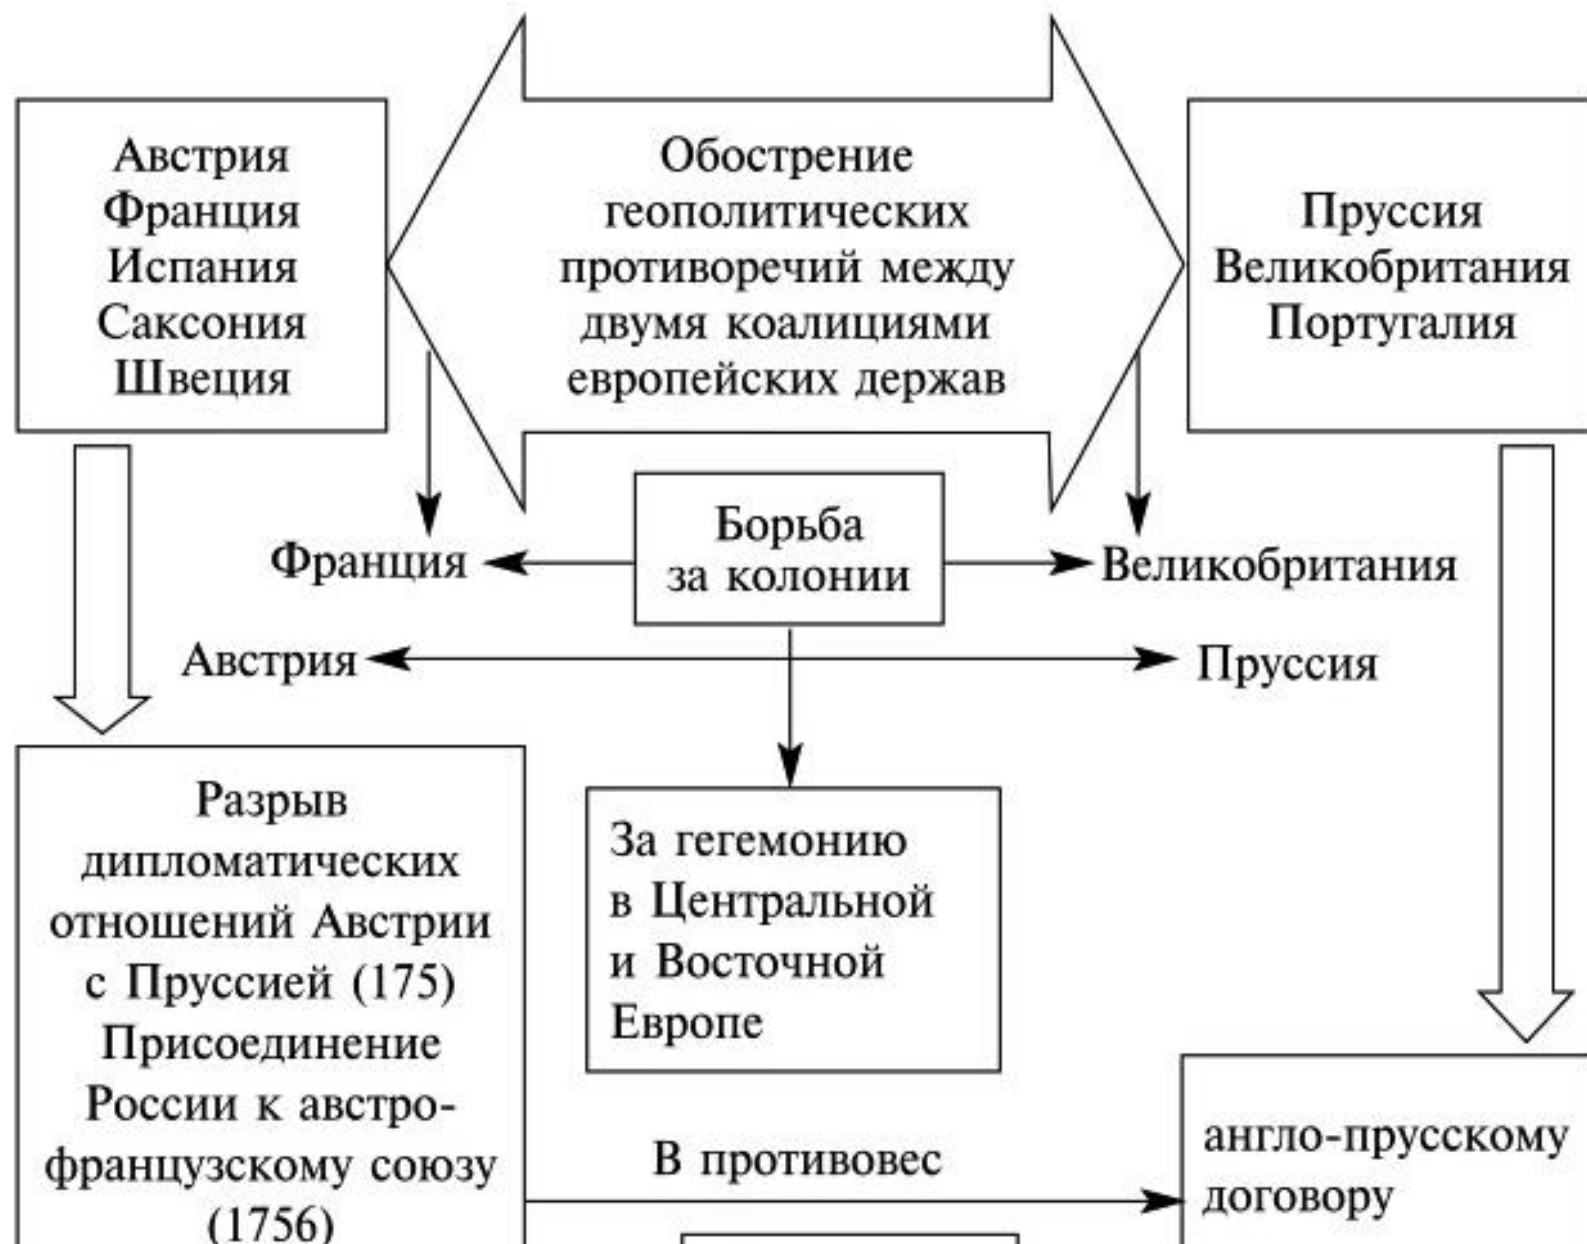 Австрия
Франция
Испания
Саксония
Швеция
Обострение
геополитических
противоречий между
двумя коалициями
европейских держав
Пруссия
Великобритания
Португалия
Борьба
за колонии
Франция
Великобритания
Австрия
Пруссия
Разрыв
дипломатических
отношений Австрии
с Пруссией (175)
Присоединение
России к австро-
французскому союзу
(1756)
За гегемонию
в Центральной
и Восточной
Европе
В противовес
англо-прусскому
договору